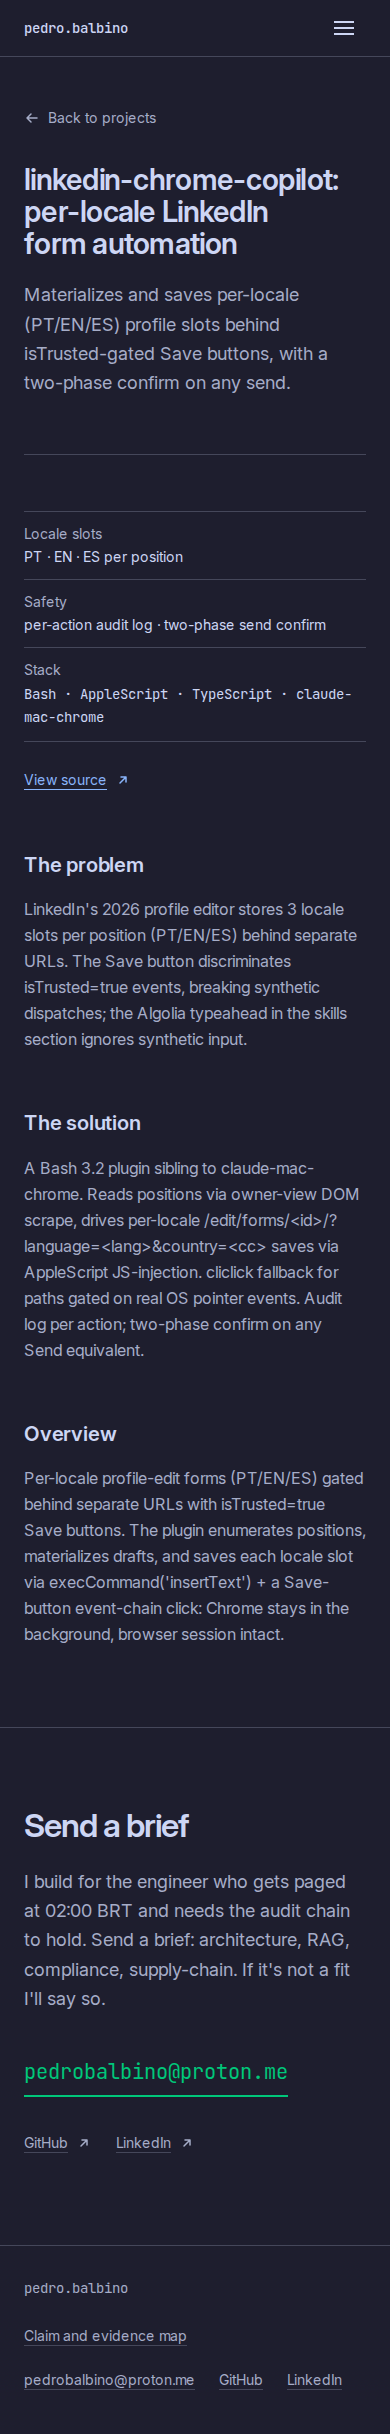 pedro.balbino
← Back to projects
linkedin-chrome-copilot:
per-locale LinkedIn
form automation
Materializes and saves per-locale
(PT/EN/ES) profile slots behind
isTrusted-gated Save buttons, with a
two-phase confirm on any send.
Locale slots
PT · EN · ES per position
Safety
per-action audit log · two-phase send confirm
Stack
Bash · AppleScript · TypeScript · claude-
mac-chrome
View source ↗
The problem
LinkedIn's 2026 profile editor stores 3 locale
slots per position (PT/EN/ES) behind separate
URLs. The Save button discriminates
isTrusted=true events, breaking synthetic
dispatches; the Algolia typeahead in the skills
section ignores synthetic input.
The solution
A Bash 3.2 plugin sibling to claude-mac-
chrome. Reads positions via owner-view DOM
scrape, drives per-locale /edit/forms/<id>/?
language=<lang>&country=<cc> saves via
AppleScript JS-injection. cliclick fallback for
paths gated on real OS pointer events. Audit
log per action; two-phase confirm on any
Send equivalent.
Overview
Per-locale profile-edit forms (PT/EN/ES) gated
behind separate URLs with isTrusted=true
Save buttons. The plugin enumerates positions,
materializes drafts, and saves each locale slot
via execCommand('insertText') + a Save-
button event-chain click: Chrome stays in the
background, browser session intact.
Send a brief
I build for the engineer who gets paged
at 02:00 BRT and needs the audit chain
to hold. Send a brief: architecture, RAG,
compliance, supply-chain. If it's not a fit
I'll say so.
pedrobalbino@proton.me
GitHub ↗ LinkedIn ↗
pedro.balbino
Claim and evidence map
pedrobalbino@proton.me GitHub LinkedIn